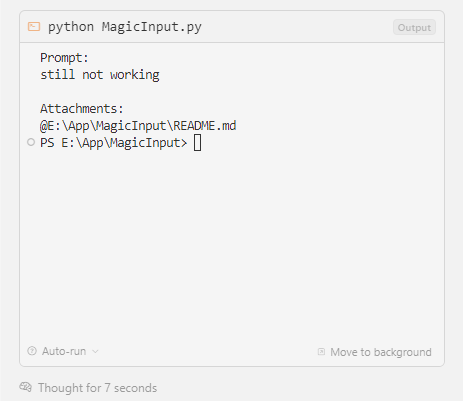 python MagicInput.py
Output
Prompt:
still not working
Attachments:
@E:\App\MagicInput\README.md
PS E:\App\MagicInput>
Auto-run
Move to background
Thought for 7 seconds